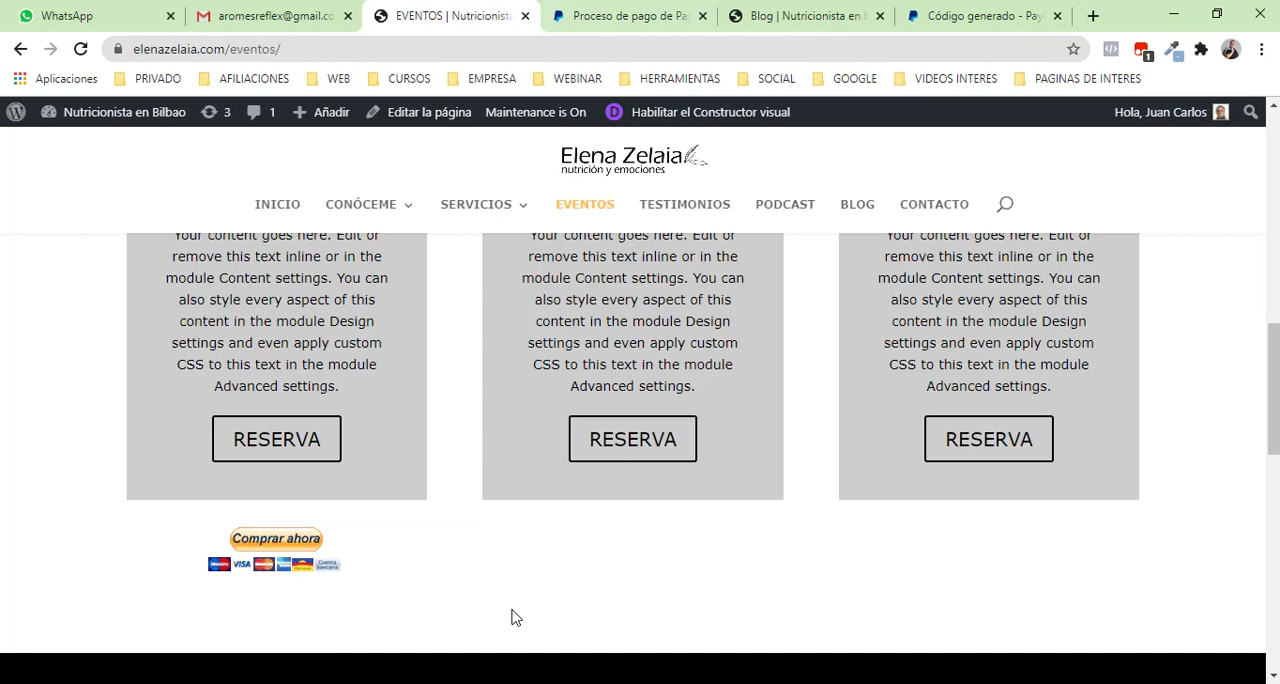 WhatsApp
aromesreflex@gmail.co
EVENTOS | Nutricionista
Proceso de pago de Pa
Blog | Nutricionista en B
Código generado - Pay
elenazelaia.com/eventos/
1
Aplicaciones
PRIVADO
AFILIACIONES
WEB
CURSOS
EMPRESA
WEBINAR
HERRAMIENTAS
SOCIAL
GOOGLE
VIDEOS INTERES
PAGINAS DE INTERES
Nutricionista en Bilbao
3
1
Añadir
Editar la página
Maintenance is On
D
Habilitar el Constructor visual
Hola, Juan Carlos
Elena Zelaia
nutrición y emociones
INICIO
CONÓCEME
SERVICIOS
EVENTOS
TESTIMONIOS
PODCAST
BLOG
CONTACTO
Your content goes here. Edit or
remove this text inline or in the
module Content settings. You can
also style every aspect of this
content in the module Design
settings and even apply custom
CSS to this text in the module
Advanced settings.
RESERVA
Your content goes here. Edit or
remove this text inline or in the
module Content settings. You can
also style every aspect of this
content in the module Design
settings and even apply custom
CSS to this text in the module
Advanced settings.
RESERVA
Your content goes here. Edit or
remove this text inline or in the
module Content settings. You can
also style every aspect of this
content in the module Design
settings and even apply custom
CSS to this text in the module
Advanced settings.
RESERVA
Comprar ahora
VISA
Cuenta
bancaria